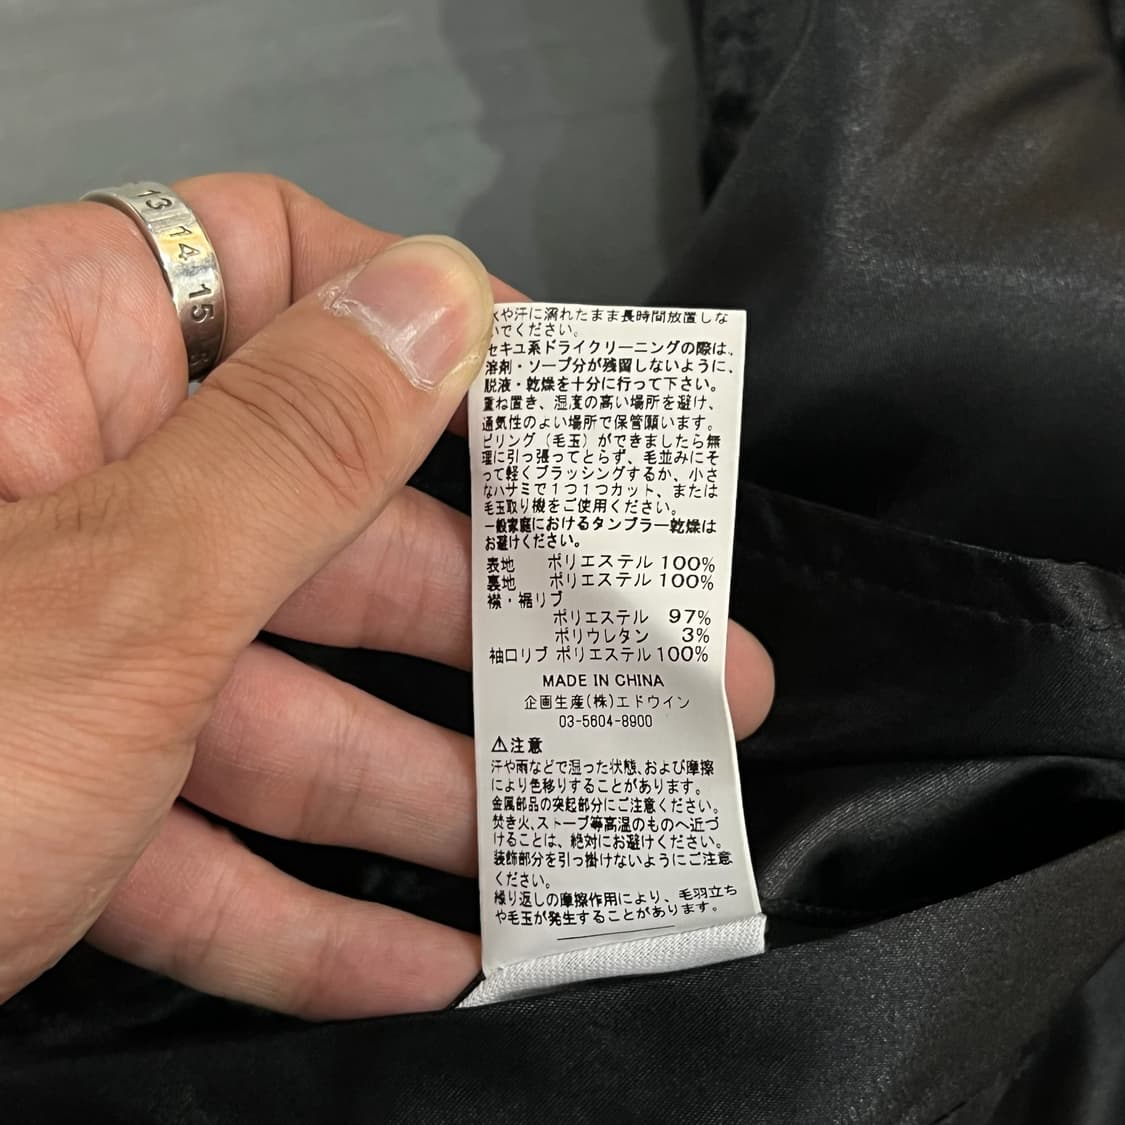 13 14 15
水や汗に濡れたまま長時間放置しな
いでください。
セキユ系ドライクリーニングの際は、
溶剤・ソープ分が残留しないように、
脱液・乾燥を十分に行って下さい。
重ね置き、湿度の高い場所を避け、
通気性のよい場所で保管願います。
ピリング(毛玉)ができましたら無
理に引っ張ってとらず、毛並みにそ
って軽くブラッシングするか、小さ
なハサミで1つ1つカット、または
毛玉取り機をご使用ください。
一般家庭におけるタンブラー乾燥は
お避けください。
表地 ポリエステル 100%
裏地 ポリエステル 100%
襟・裾リブ
ポリエステル 97%
ポリウレタン 3%
袖口リブ ポリエステル 100%
MADE IN CHINA
企画生産(株)エドウイン
03-5604-8900
⚠注意
汗や雨などで湿った状態、および摩擦
により色移りすることがあります。
金属部品の突起部分にご注意ください。
焚き火、ストーブ等高温のものへ近づ
けることは、絶対にお避けください。
装飾部分を引っ掛けないようにご注意
ください。
繰り返しの摩擦作用により、毛羽立ち
や毛玉が発生することがあります。